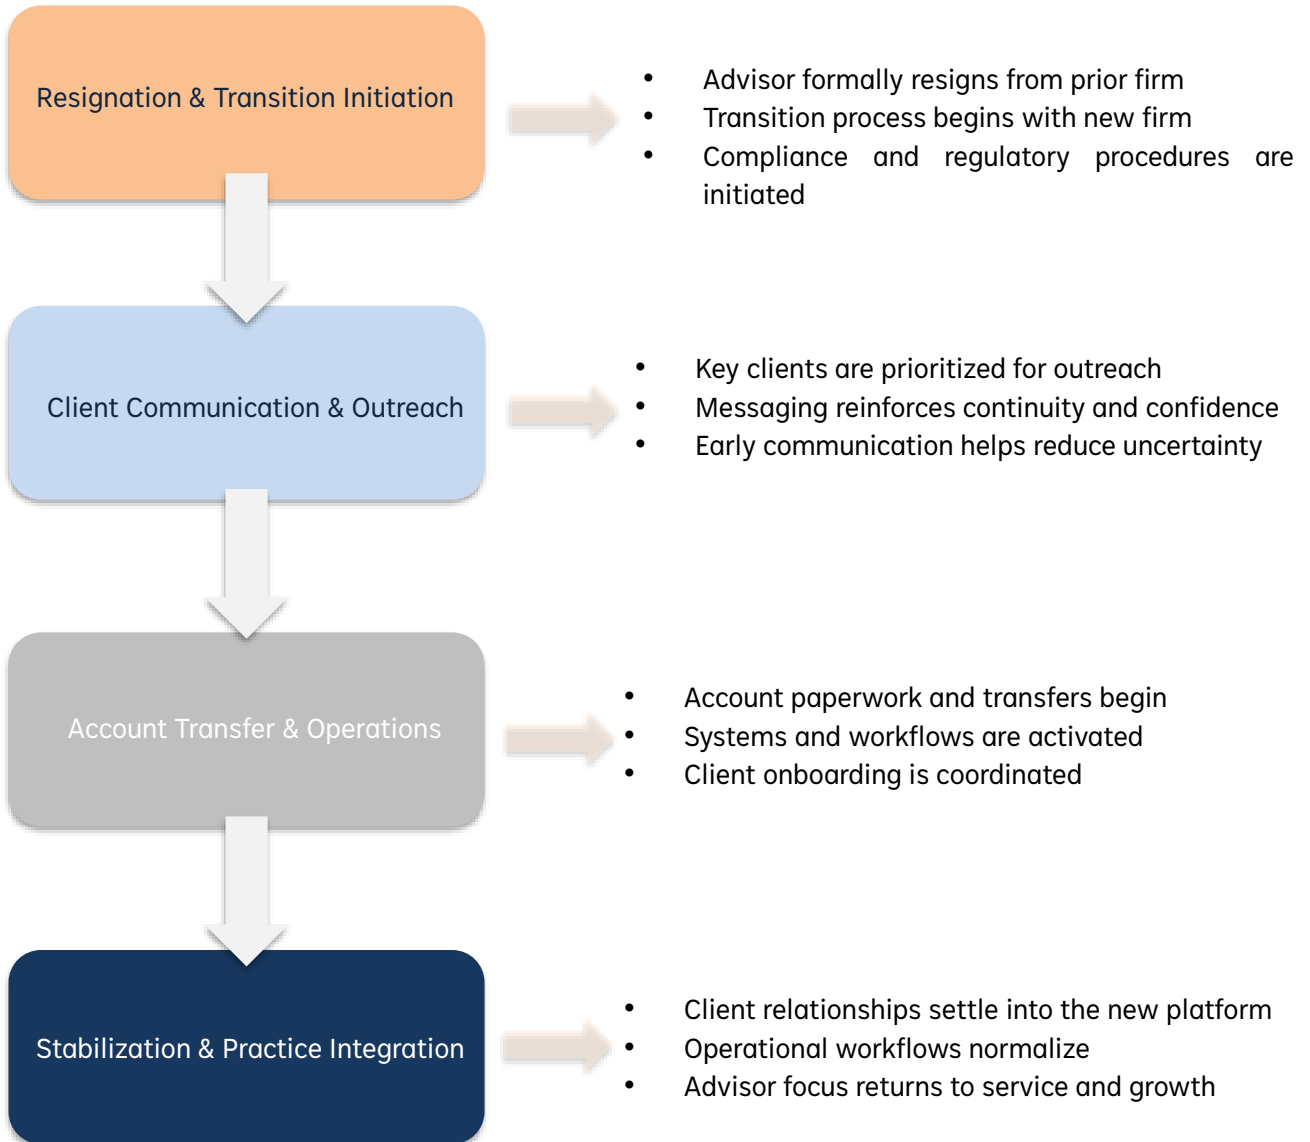 Resignation & Transition Initiation
• Advisor formally resigns from prior firm
• Transition process begins with new firm
• Compliance and regulatory procedures are
initiated
Client Communication & Outreach
• Key clients are prioritized for outreach
• Messaging reinforces continuity and confidence
• Early communication helps reduce uncertainty
Account Transfer & Operations
• Account paperwork and transfers begin
• Systems and workflows are activated
• Client onboarding is coordinated
Stabilization & Practice Integration
• Client relationships settle into the new platform
• Operational workflows normalize
• Advisor focus returns to service and growth